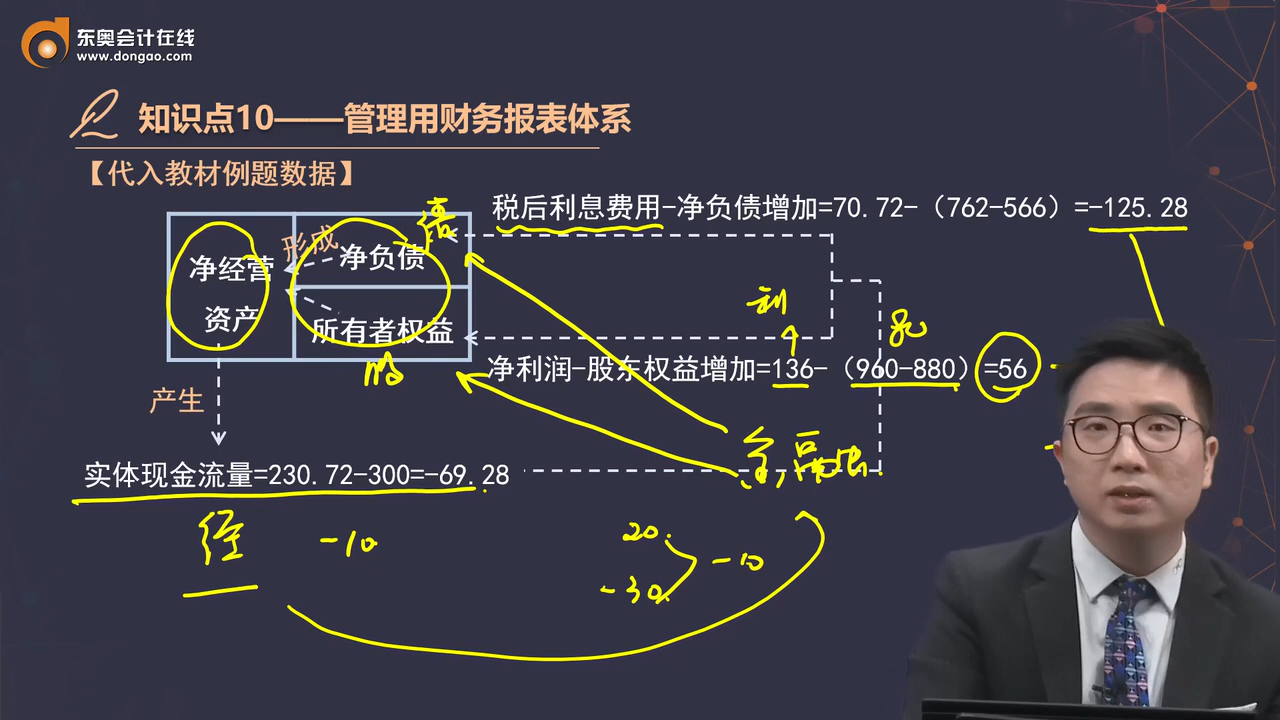 东奥会计在线
www.dongao.com
知识点10——管理用财务报表体系
【代入教材例题数据】
税后利息费用-净负债增加=70.72-（762-566）=-125.28
债
形成
净负债
净经营
资产
所有者权益
利
股
净利润-股东权益增加=136-（960-880）=56
产生
实体现金流量=230.72-300=-69.28
经
-10
20
-10
-30